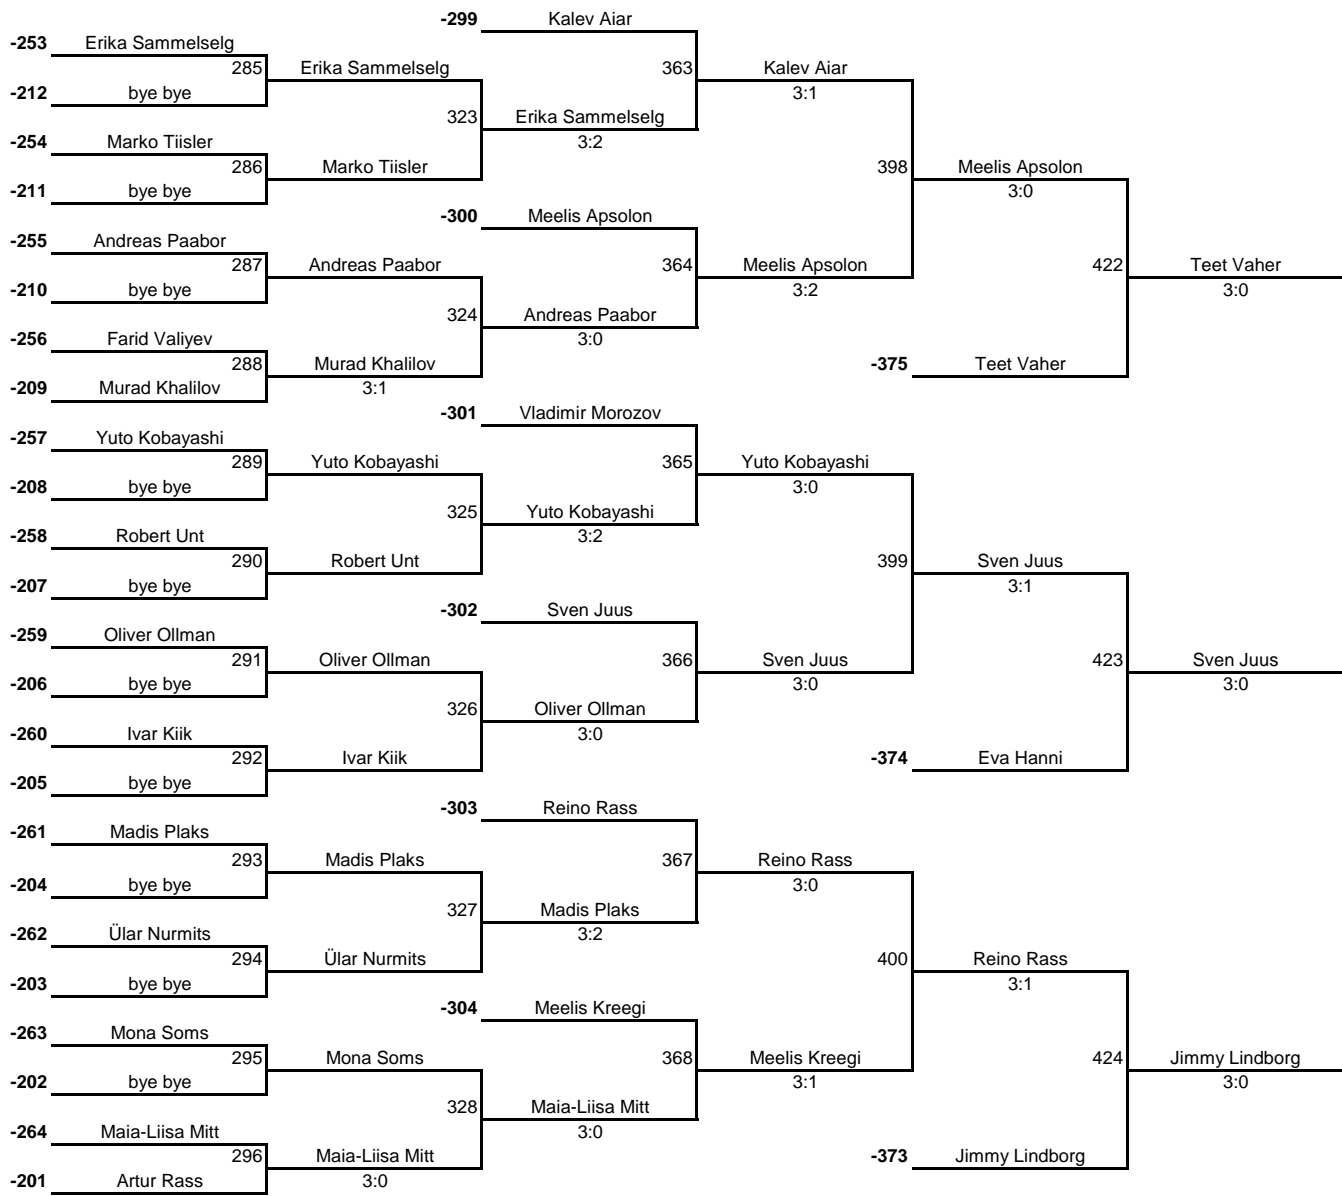 -299 Kalev Aiar
-253 Erika Sammelselg
285 Erika Sammelselg 363 Kalev Aiar
-212 bye bye 3:1
323 Erika Sammelselg
-254 Marko Tiisler 3:2
286 Marko Tiisler 398 Meelis Apsolon
-211 bye bye 3:0
-300 Meelis Apsolon
-255 Andreas Paabor
287 Andreas Paabor 364 Meelis Apsolon 422 Teet Vaher
-210 bye bye 3:2 3:0
324 Andreas Paabor
-256 Farid Valiyev 3:0
288 Murad Khalilov -375 Teet Vaher
-209 Murad Khalilov 3:1
-301 Vladimir Morozov
-257 Yuto Kobayashi
289 Yuto Kobayashi 365 Yuto Kobayashi
-208 bye bye 3:0
325 Yuto Kobayashi
-258 Robert Unt 3:2
290 Robert Unt 399 Sven Juus
-207 bye bye 3:1
-302 Sven Juus
-259 Oliver Ollman
291 Oliver Ollman 366 Sven Juus 423 Sven Juus
-206 bye bye 3:0 3:0
326 Oliver Ollman
-260 Ivar Kiik 3:0
292 Ivar Kiik -374 Eva Hanni
-205 bye bye
-303 Reino Rass
-261 Madis Plaks
293 Madis Plaks 367 Reino Rass
-204 bye bye 3:0
327 Madis Plaks
-262 Ülar Nurmits 3:2
294 Ülar Nurmits 400 Reino Rass
-203 bye bye 3:1
-304 Meelis Kreegi
-263 Mona Soms
295 Mona Soms 368 Meelis Kreegi 424 Jimmy Lindborg
-202 bye bye 3:1 3:0
328 Maia-Liisa Mitt
-264 Maia-Liisa Mitt 3:0
296 Maia-Liisa Mitt -373 Jimmy Lindborg
-201 Artur Rass 3:0